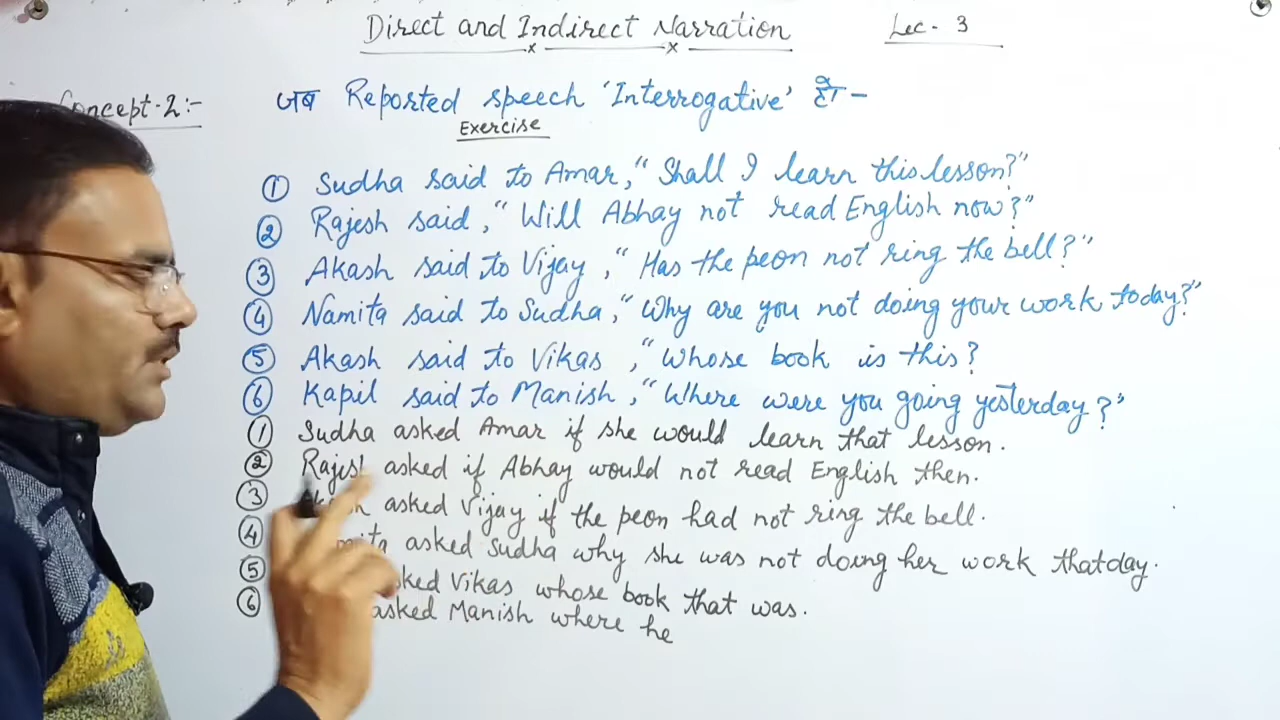 Direct and Indirect Narration
Lec - 3
Concept-2:-
जब Reported speech 'Interrogative' हो -
Exercise
① Sudha said to Amar, "Shall I learn this lesson?"
② Rajesh said, "Will Abhay not read English now?"
③ Akash said to Vijay, "Has the peon not ring the bell?"
④ Namita said to Sudha, "Why are you not doing your work today?"
⑤ Akash said to Vikas, "Whose book is this?
⑥ Kapil said to Manish, "Where were you going yesterday?"
① Sudha asked Amar if she would learn that lesson.
② Rajesh asked if Abhay would not read English then.
③ asked Vijay if the peon had not ring the bell.
④ asked Sudha why she was not doing her work that day.
⑤ asked Vikas whose book that was.
⑥ asked Manish where he